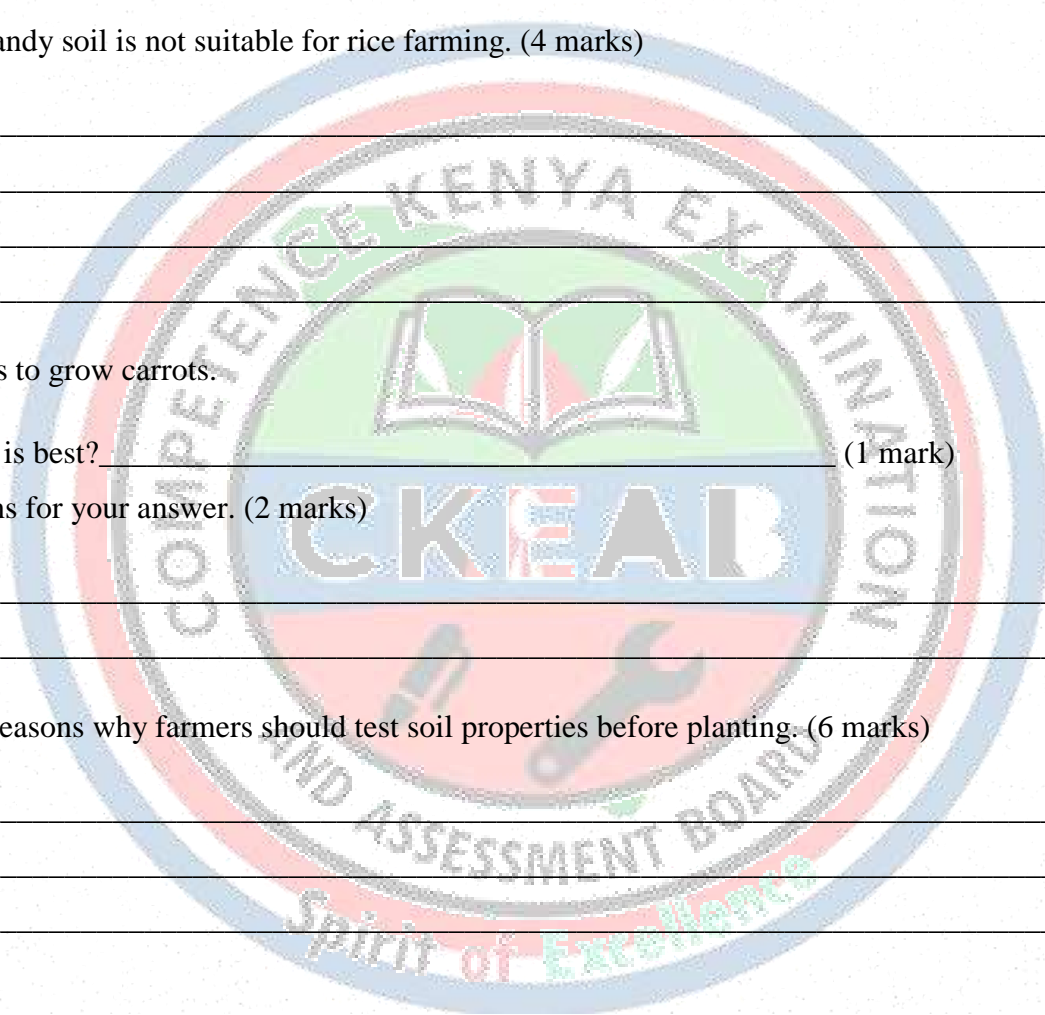 andy soil is not suitable for rice farming. (4 marks)
s to grow carrots.
is best?___ (1 mark)
ns for your answer. (2 marks)
easons why farmers should test soil properties before planting. (6 marks)
COMPETENCE KENYA EXAMINATION
CKEAB
AND ASSESSMENT BOARD
Spirit of Excellence